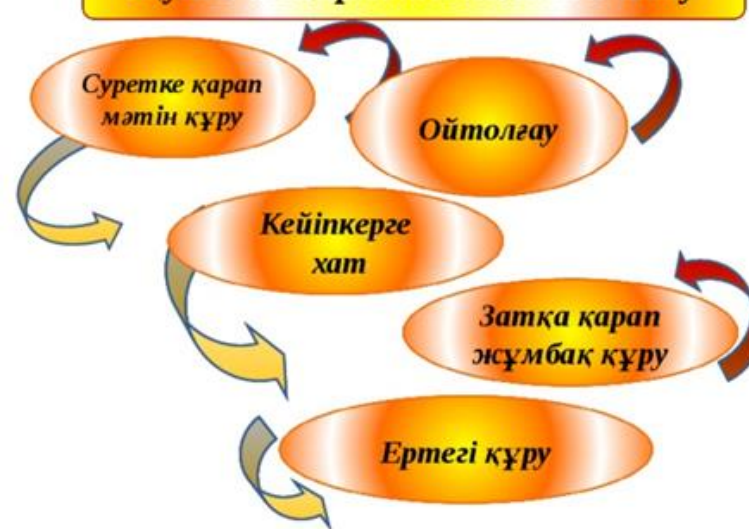 Суретке қарап
мәтін құру
Ойтолғау
Кейіпкерге
хат
Затқа қарап
жұмбақ құру
Ертегі құру